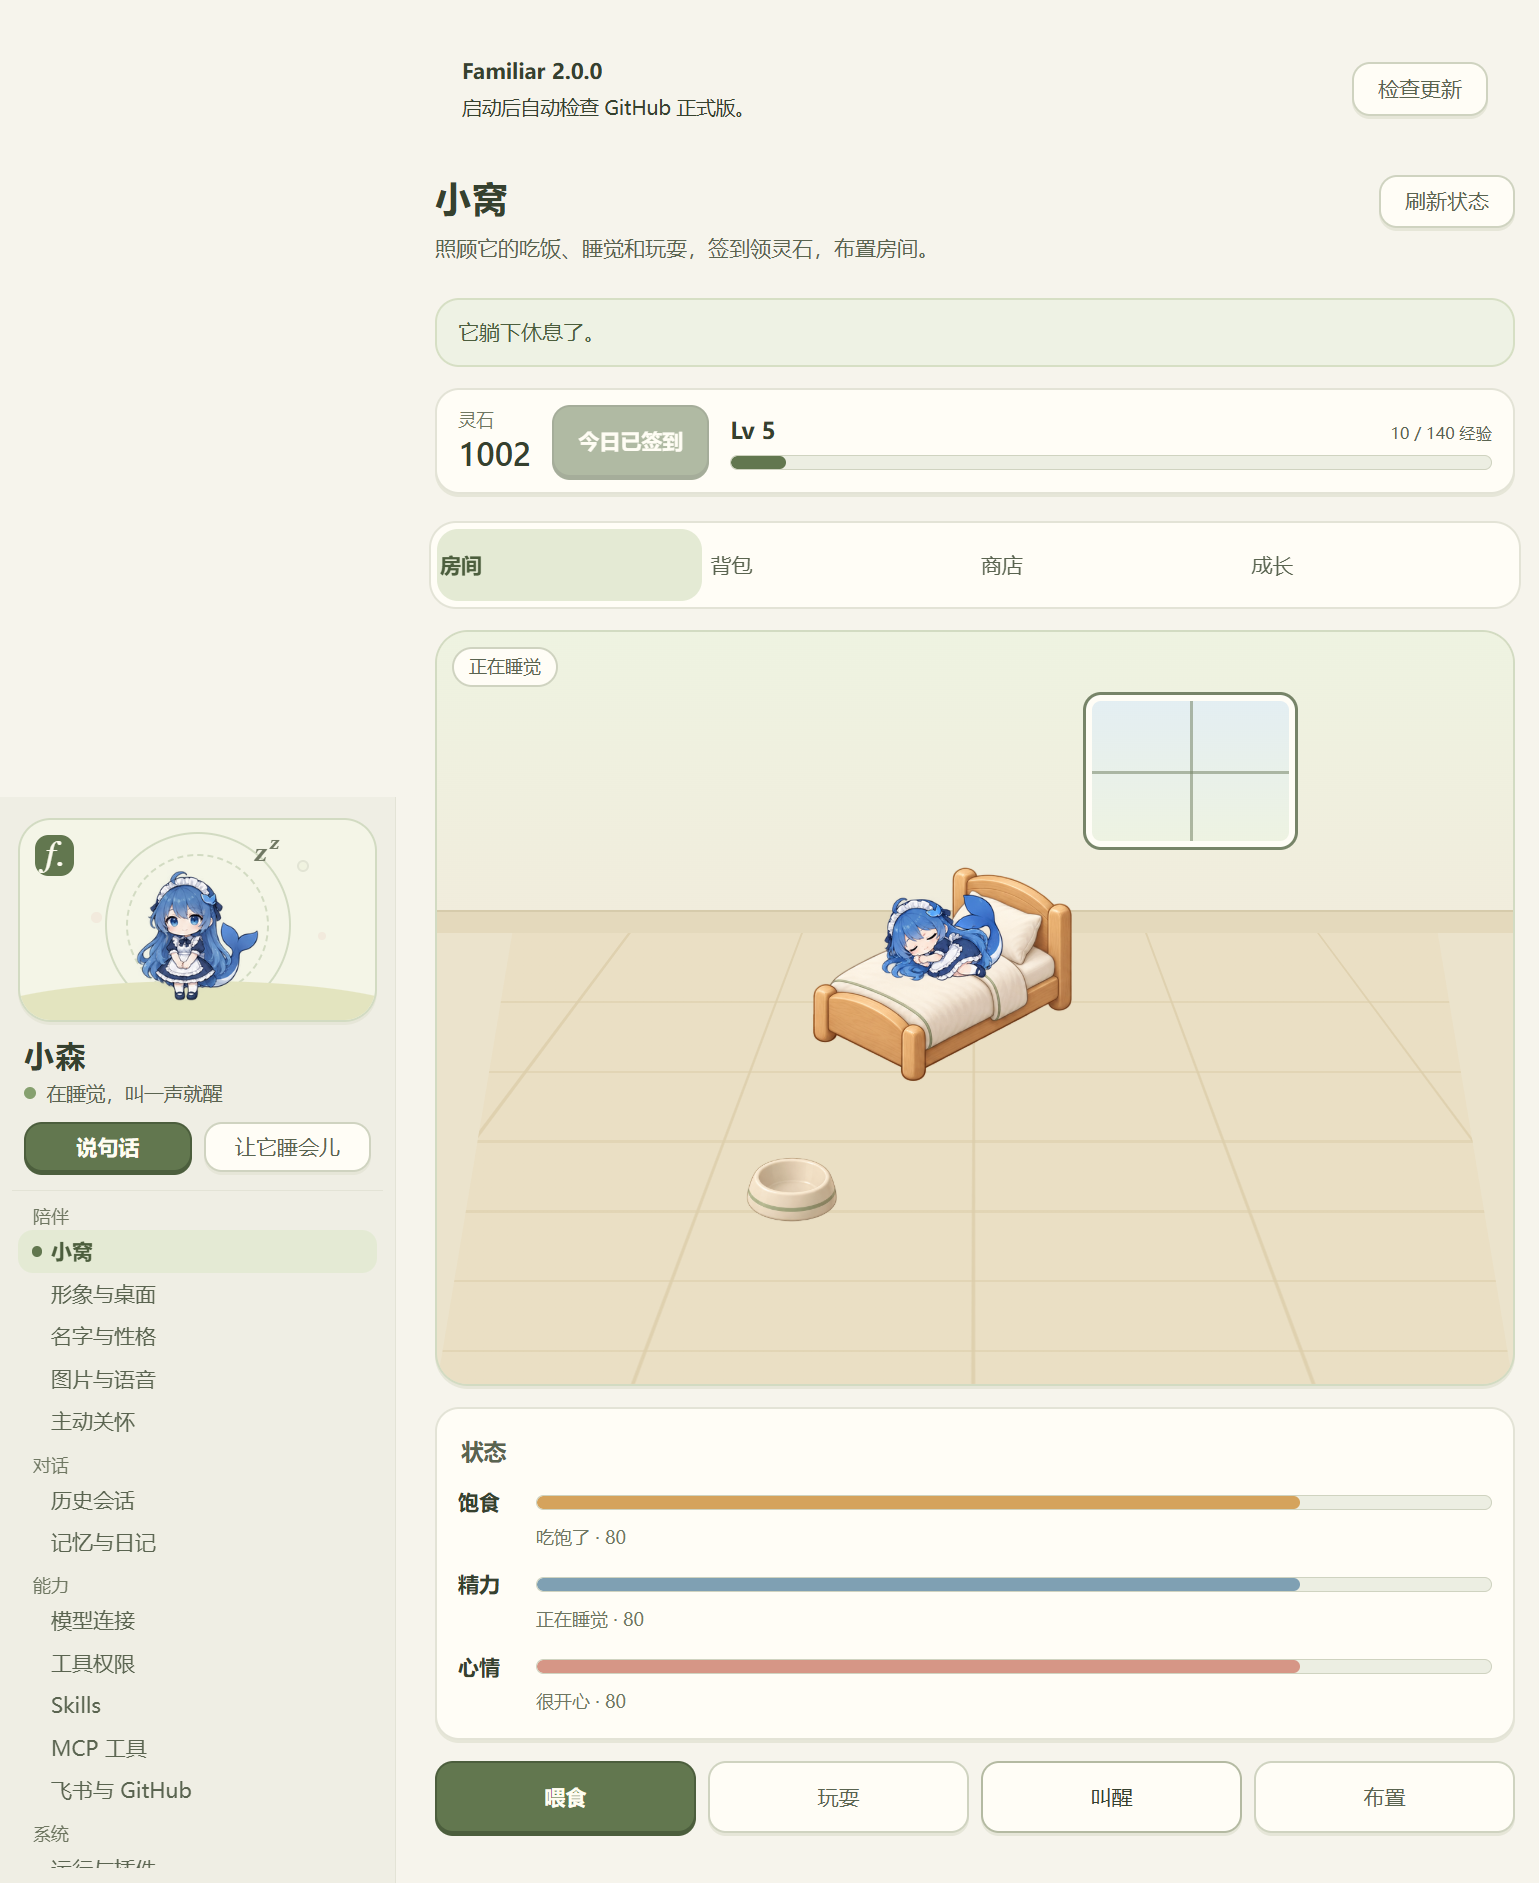 Familiar 2.0.0
启动后自动检查 GitHub 正式版。
检查更新
小窝
照顾它的吃饭、睡觉和玩耍，签到领灵石，布置房间。
刷新状态
它躺下休息了。
灵石
1002
今日已签到
Lv 5
10 / 140 经验
房间
背包
商店
成长
正在睡觉
f.
z z
小森
在睡觉，叫一声就醒
说句话
让它睡会儿
陪伴
小窝
形象与桌面
名字与性格
图片与语音
主动关怀
对话
历史会话
记忆与日记
能力
模型连接
工具权限
Skills
MCP 工具
飞书与 GitHub
系统
状态
饱食
吃饱了 · 80
精力
正在睡觉 · 80
心情
很开心 · 80
喂食
玩耍
叫醒
布置